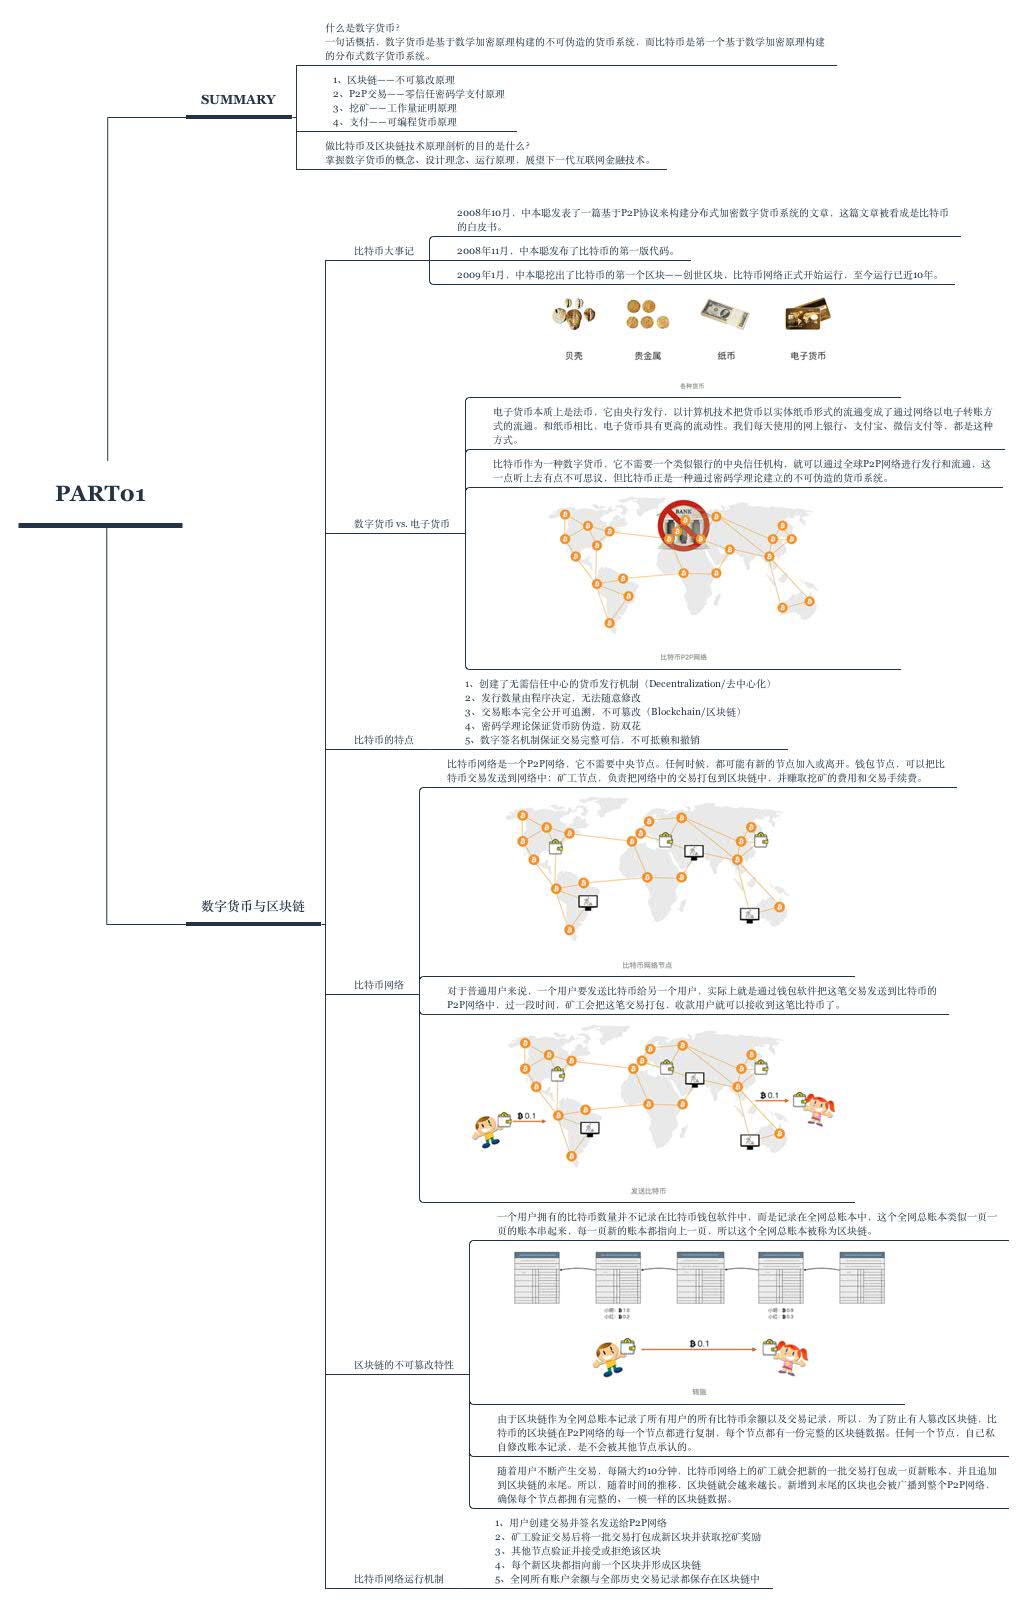 什么是数字货币?
一句话概括，数字货币是基于数学加密原理构建的不可伪造的货币系统，而比特币是第一个基于数学加密原理构建
的分布式数字货币系统。
SUMMARY
1、区块链——不可篡改原理
2、P2P交易——零信任密码学支付原理
3、挖矿——工作量证明原理
4、支付——可编程货币原理
做比特币及区块链技术原理剖析的目的是什么?
掌握数字货币的概念、设计理念、运行原理，展望下一代互联网金融技术。
PART01
数字货币与区块链
比特币大事记
2008年10月，中本聪发表了一篇基于P2P协议来构建分布式加密数字货币系统的文章，这篇文章被看成是比特币
的白皮书。
2008年11月，中本聪发布了比特币的第一版代码。
2009年1月，中本聪挖出了比特币的第一个区块——创世区块，比特币网络正式开始运行，至今运行已近10年。
数字货币 vs. 电子货币
贝壳 贵金属 纸币 电子货币
各种货币
电子货币本质上是法币，它由央行发行，以计算机技术把货币以实体纸币形式的流通变成了通过网络以电子转账方
式的流通。和纸币相比，电子货币具有更高的流动性。我们每天使用的网上银行、支付宝、微信支付等，都是这种
方式。
比特币作为一种数字货币，它不需要一个类似银行的中央信任机构，就可以通过全球P2P网络进行发行和流通，这
一点听上去有点不可思议，但比特币正是一种通过密码学理论建立的不可伪造的货币系统。
BANK
比特币P2P网络
比特币的特点
1、创建了无需信任中心的货币发行机制（Decentralization/去中心化）
2、发行数量由程序决定，无法随意修改
3、交易账本完全公开可追溯，不可篡改（Blockchain/区块链）
4、密码学理论保证货币防伪造，防双花
5、数字签名机制保证交易完整可信，不可抵赖和撤销
比特币网络
比特币网络是一个P2P网络，它不需要中央节点。任何时候，都可能有新的节点加入或离开。钱包节点，可以把比
特币交易发送到网络中；矿工节点，负责把网络中的交易打包到区块链中，并赚取挖矿的费用和交易手续费。
比特币网络节点
对于普通用户来说，一个用户要发送比特币给另一个用户，实际上就是通过钱包软件把这笔交易发送到比特币的
P2P网络中，过一段时间，矿工会把这笔交易打包，收款用户就可以接收到这笔比特币了。
₿ 0.1
₿ 0.1
发送比特币
区块链的不可篡改特性
一个用户拥有的比特币数量并不记录在比特币钱包软件中，而是记录在全网总账本中，这个全网总账本类似一页一
页的账本串起来，每一页新的账本都指向上一页，所以这个全网总账本被称为区块链。
小明: ₿ 1.0
小红: ₿ 0.2
小明: ₿ 0.9
小红: ₿ 0.3
₿ 0.1
转账
由于区块链作为全网总账本记录了所有用户的所有比特币余额以及交易记录，所以，为了防止有人篡改区块链，比
特币的区块链在P2P网络的每一个节点都进行复制，每个节点都有一份完整的区块链数据。任何一个节点，自己私
自修改账本记录，是不会被其他节点承认的。
随着用户不断产生交易，每隔大约10分钟，比特币网络上的矿工就会把新的一批交易打包成一页新账本，并且追加
到区块链的末尾。所以，随着时间的推移，区块链就会越来越长。新增到末尾的区块也会被广播到整个P2P网络，
确保每个节点都拥有完整的、一模一样的区块链数据。
比特币网络运行机制
1、用户创建交易并签名发送给P2P网络
2、矿工验证交易后将一批交易打包成新区块并获取挖矿奖励
3、其他节点验证并接受或拒绝该区块
4、每个新区块都指向前一个区块并形成区块链
5、全网所有账户余额与全部历史交易记录都保存在区块链中